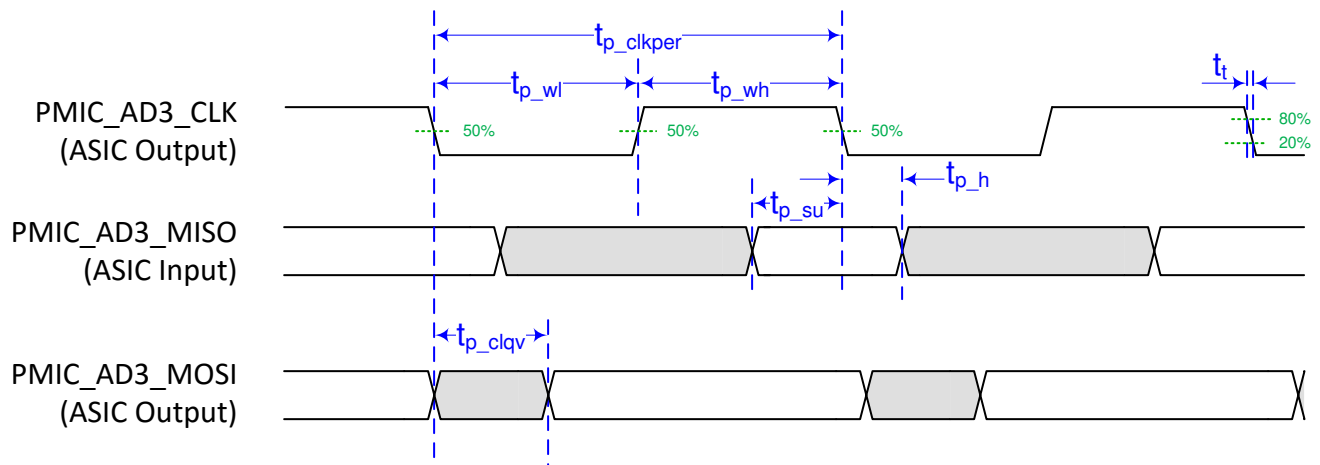 t_p_clkper
t_p_wl t_p_wh t_t
PMIC_AD3_CLK
(ASIC Output)
50% 50% 50% 80%
20%
t_p_h
t_p_su
PMIC_AD3_MISO
(ASIC Input)
t_p_clqv
PMIC_AD3_MOSI
(ASIC Output)